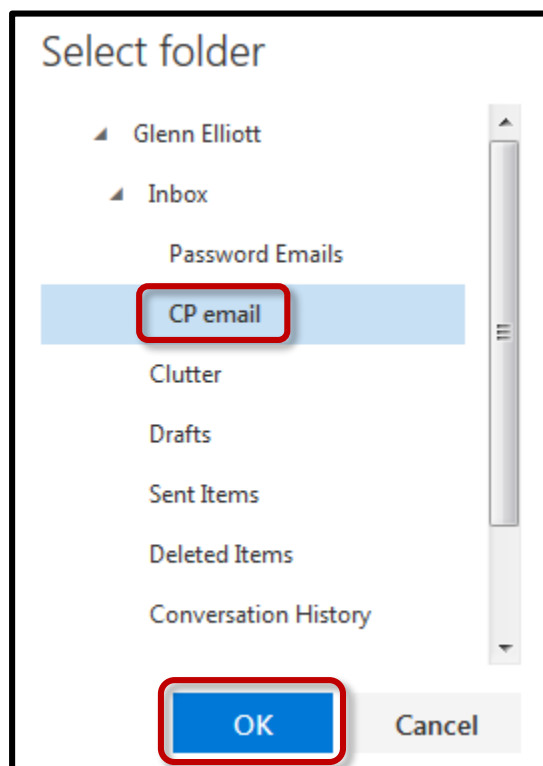 Select folder
Glenn Elliott
Inbox
Password Emails
CP email
Clutter
Drafts
Sent Items
Deleted Items
Conversation History
OK Cancel